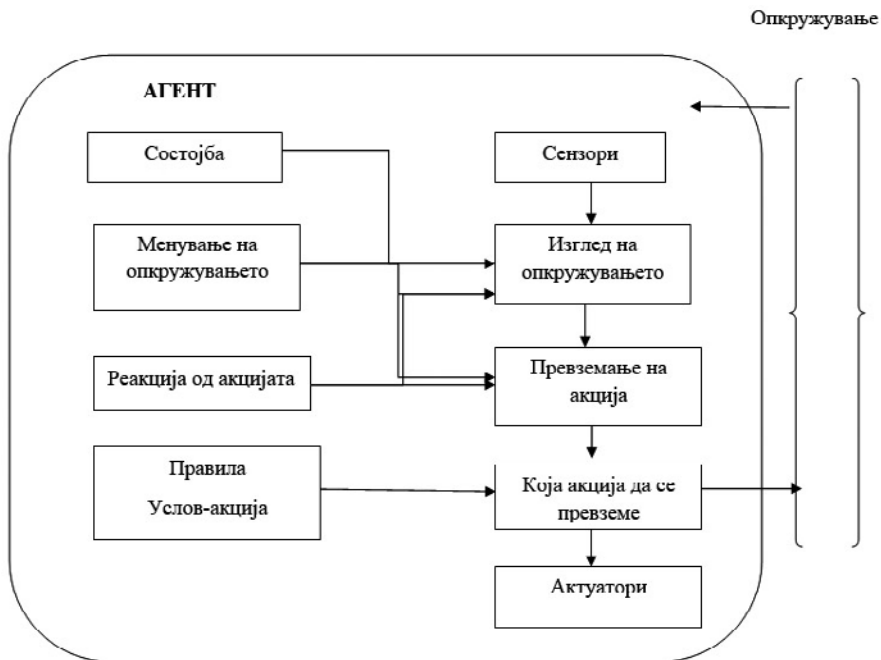 Опкружување
АГЕНТ
Состојба
Сензори
Менување на
опкружувањето
Изглед на
опкружувањето
Реакција од акцијата
Превземање на
акција
Правила
Услов-акција
Која акција да се
превземе
Актуатори